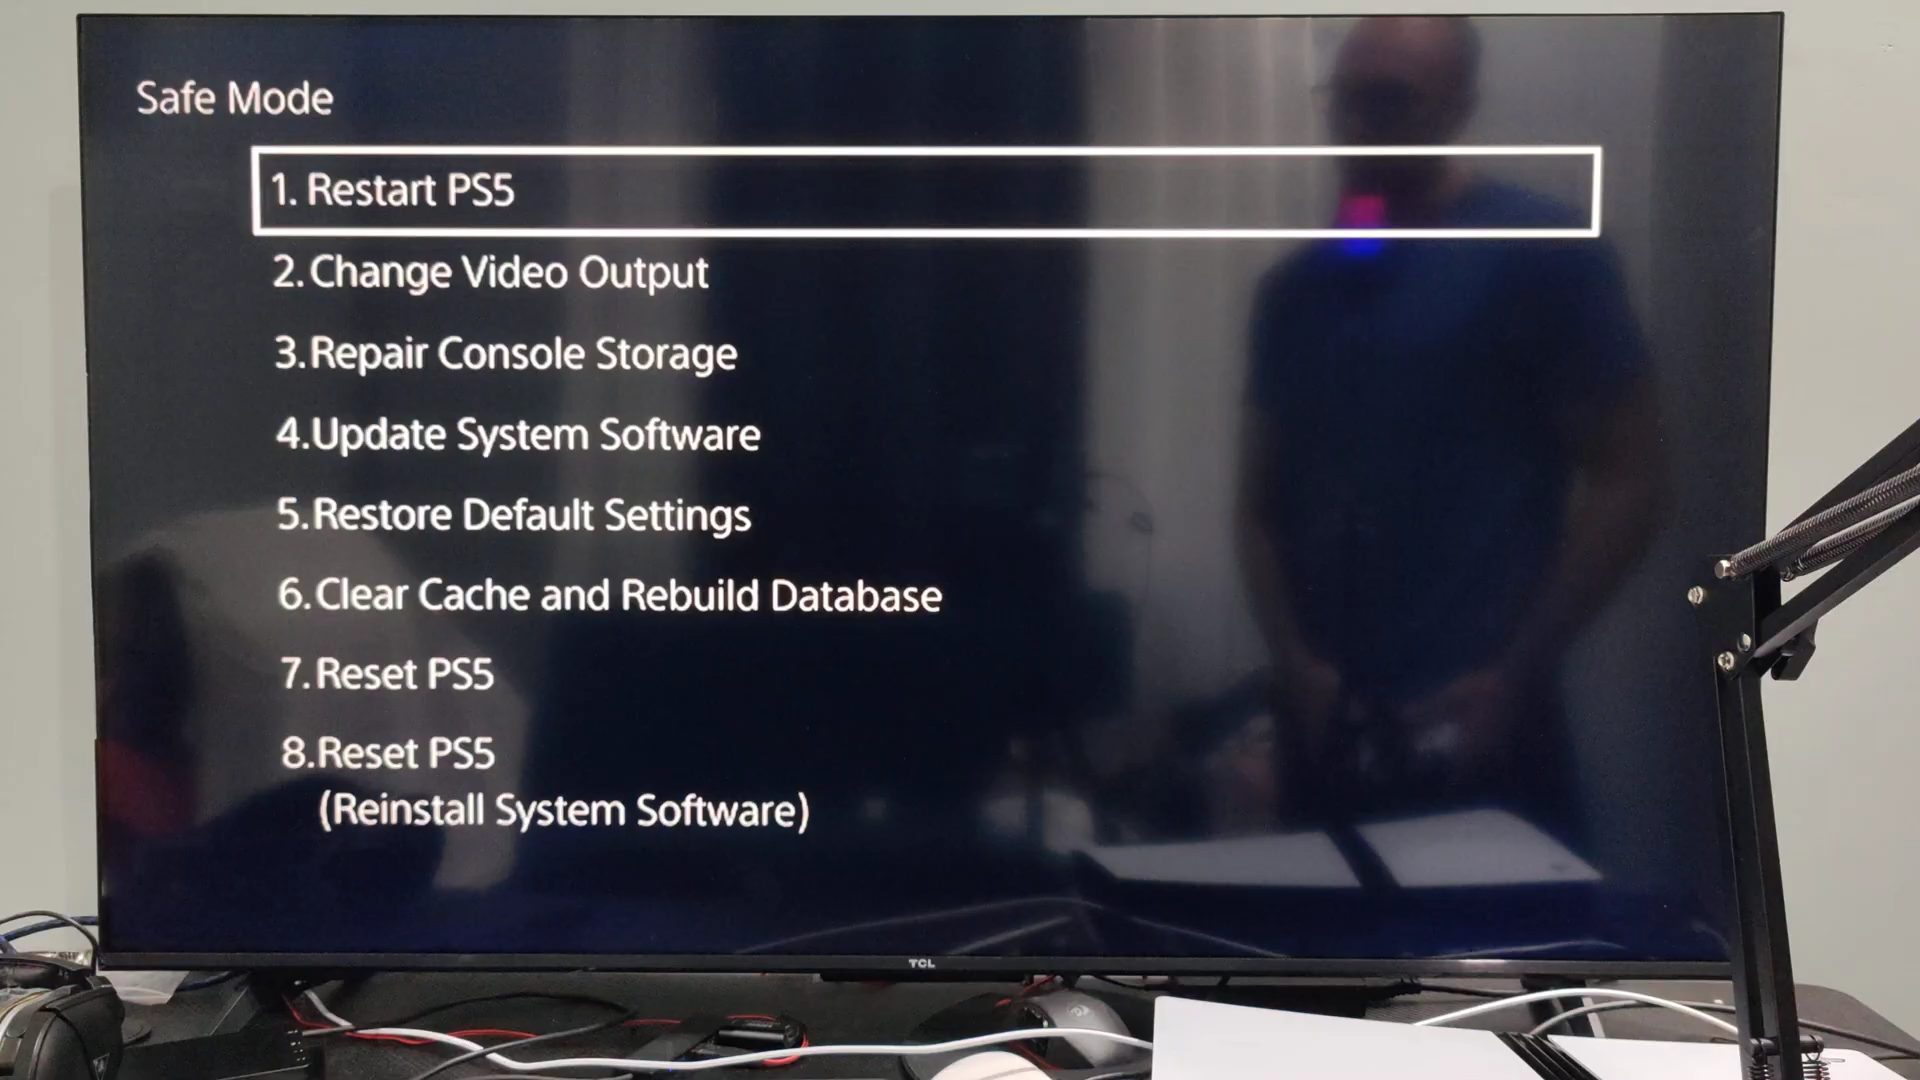 Safe Mode
1. Restart PS5
2. Change Video Output
3. Repair Console Storage
4. Update System Software
5. Restore Default Settings
6. Clear Cache and Rebuild Database
7. Reset PS5
8. Reset PS5
(Reinstall System Software)
TCL